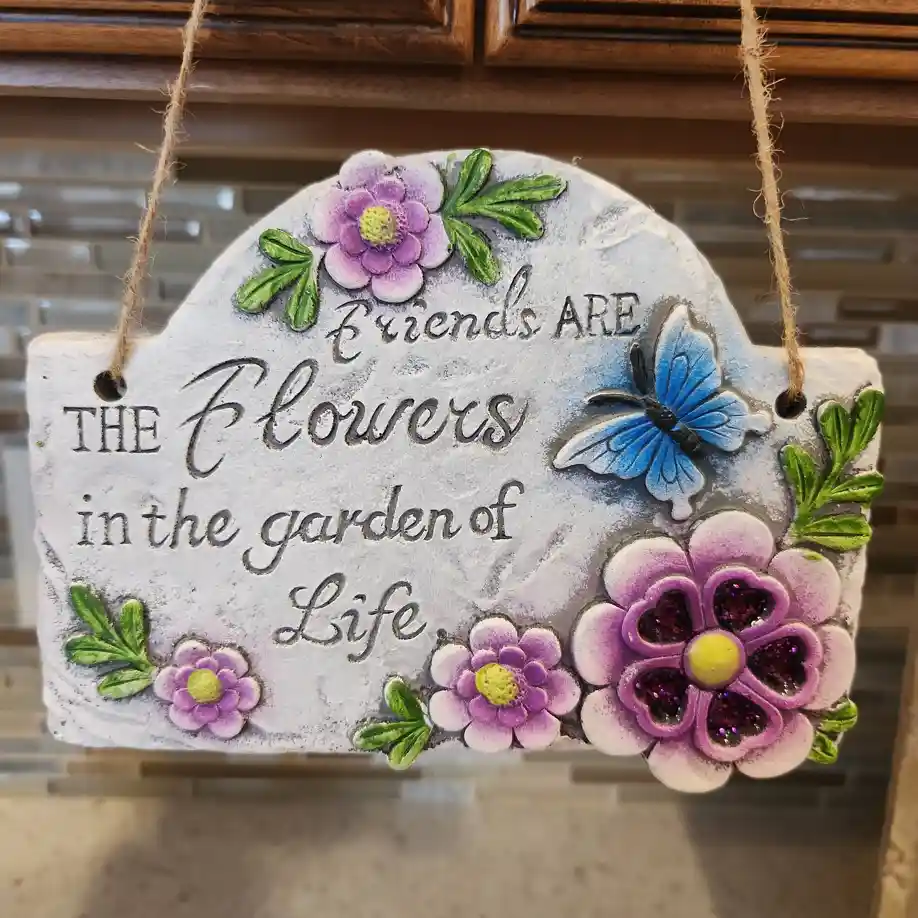 Friends ARE
THE Flowers
in the garden of
Life.